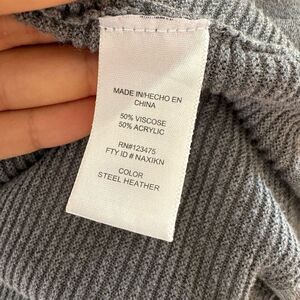 MADE IN/HECHO EN
CHINA
50% VISCOSE
50% ACRYLIC
RN#123475
FTY ID # NAXIKN
COLOR
STEEL HEATHER